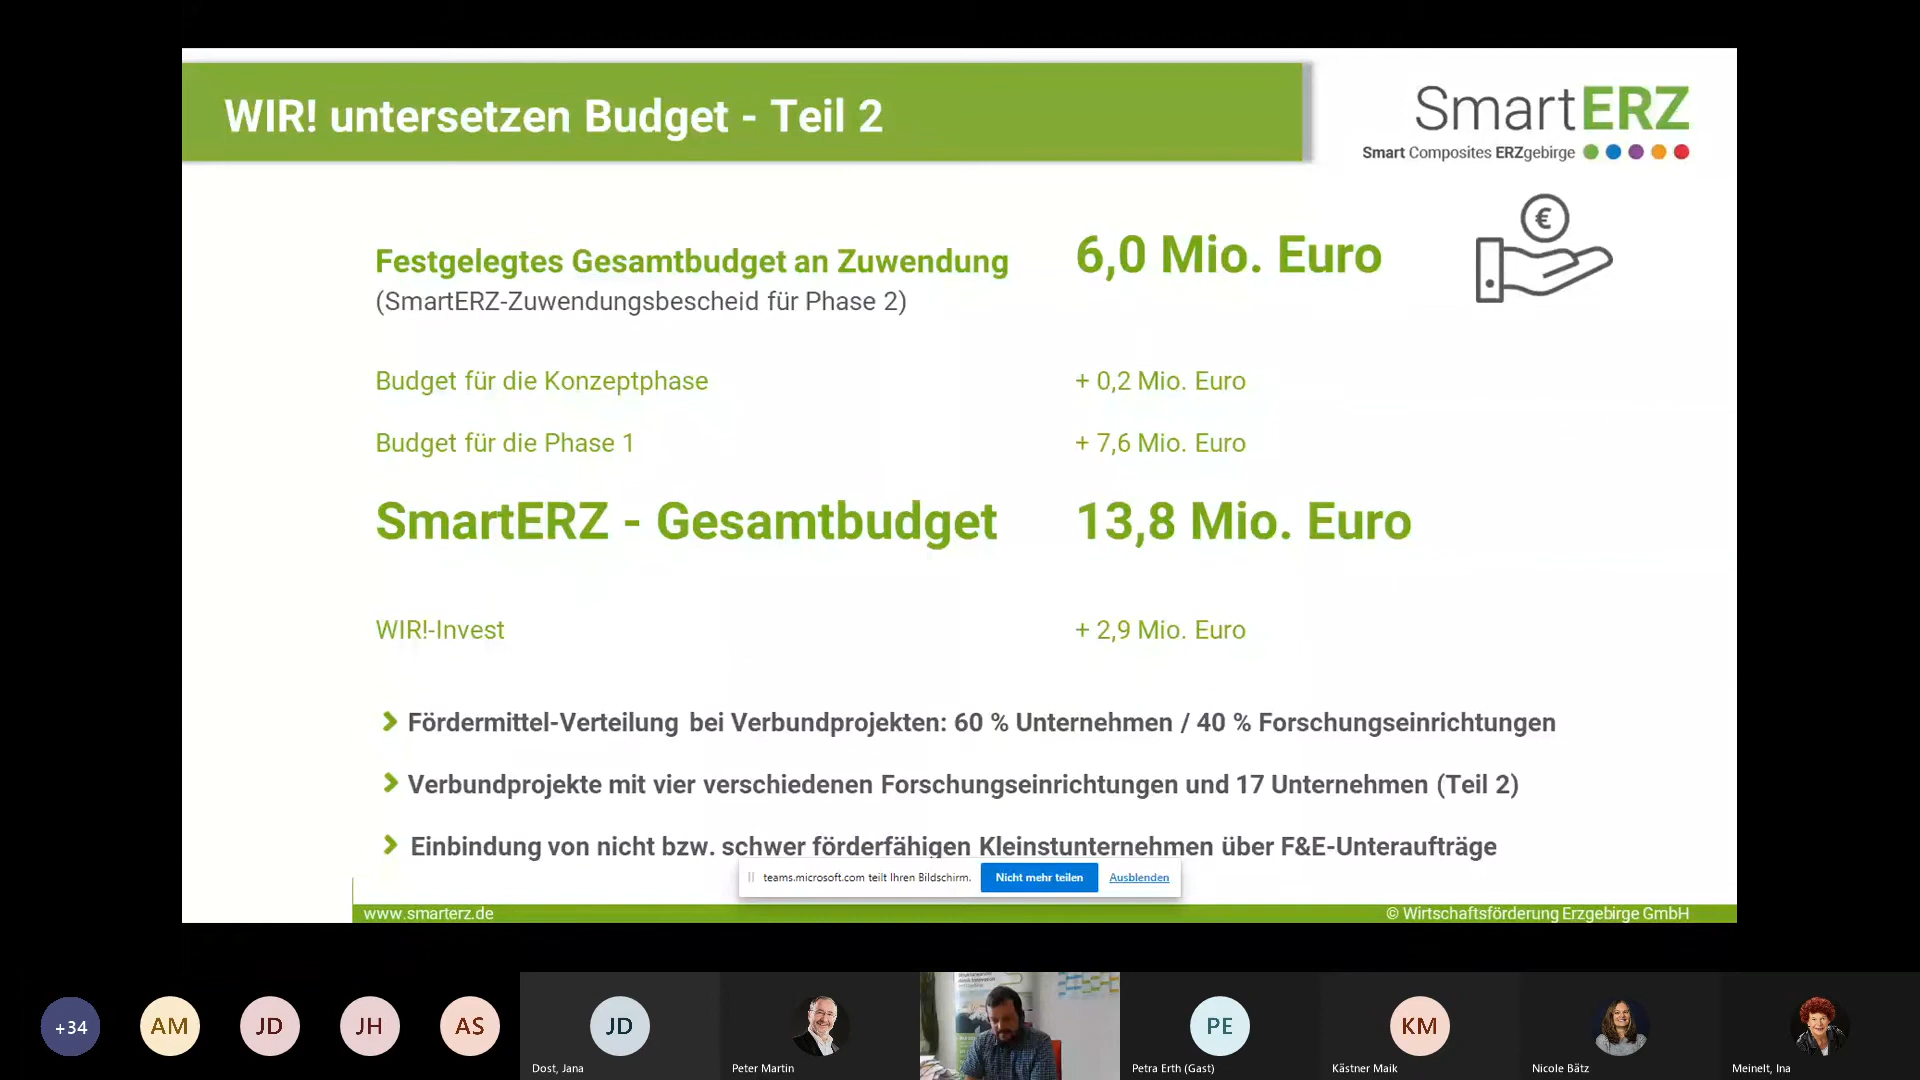 WIR! untersetzen Budget - Teil 2
SmartERZ
Smart Composites ERZgebirge
€
Festgelegtes Gesamtbudget an Zuwendung 6,0 Mio. Euro
(SmartERZ-Zuwendungsbescheid für Phase 2)
Budget für die Konzeptphase + 0,2 Mio. Euro
Budget für die Phase 1 + 7,6 Mio. Euro
SmartERZ - Gesamtbudget 13,8 Mio. Euro
WIR!-Invest + 2,9 Mio. Euro
Fördermittel-Verteilung bei Verbundprojekten: 60 % Unternehmen / 40 % Forschungseinrichtungen
Verbundprojekte mit vier verschiedenen Forschungseinrichtungen und 17 Unternehmen (Teil 2)
Einbindung von nicht bzw. schwer förderfähigen Kleinstunternehmen über F&E-Unteraufträge
teams.microsoft.com teilt Ihren Bildschirm. Nicht mehr teilen Ausblenden
www.smarterz.de © Wirtschaftsförderung Erzgebirge GmbH
+34 AM JD JH AS JD PE KM
Dost, Jana Peter Martin Petra Erth (Gast) Kästner Maik Nicole Bätz Meinelt, Ina